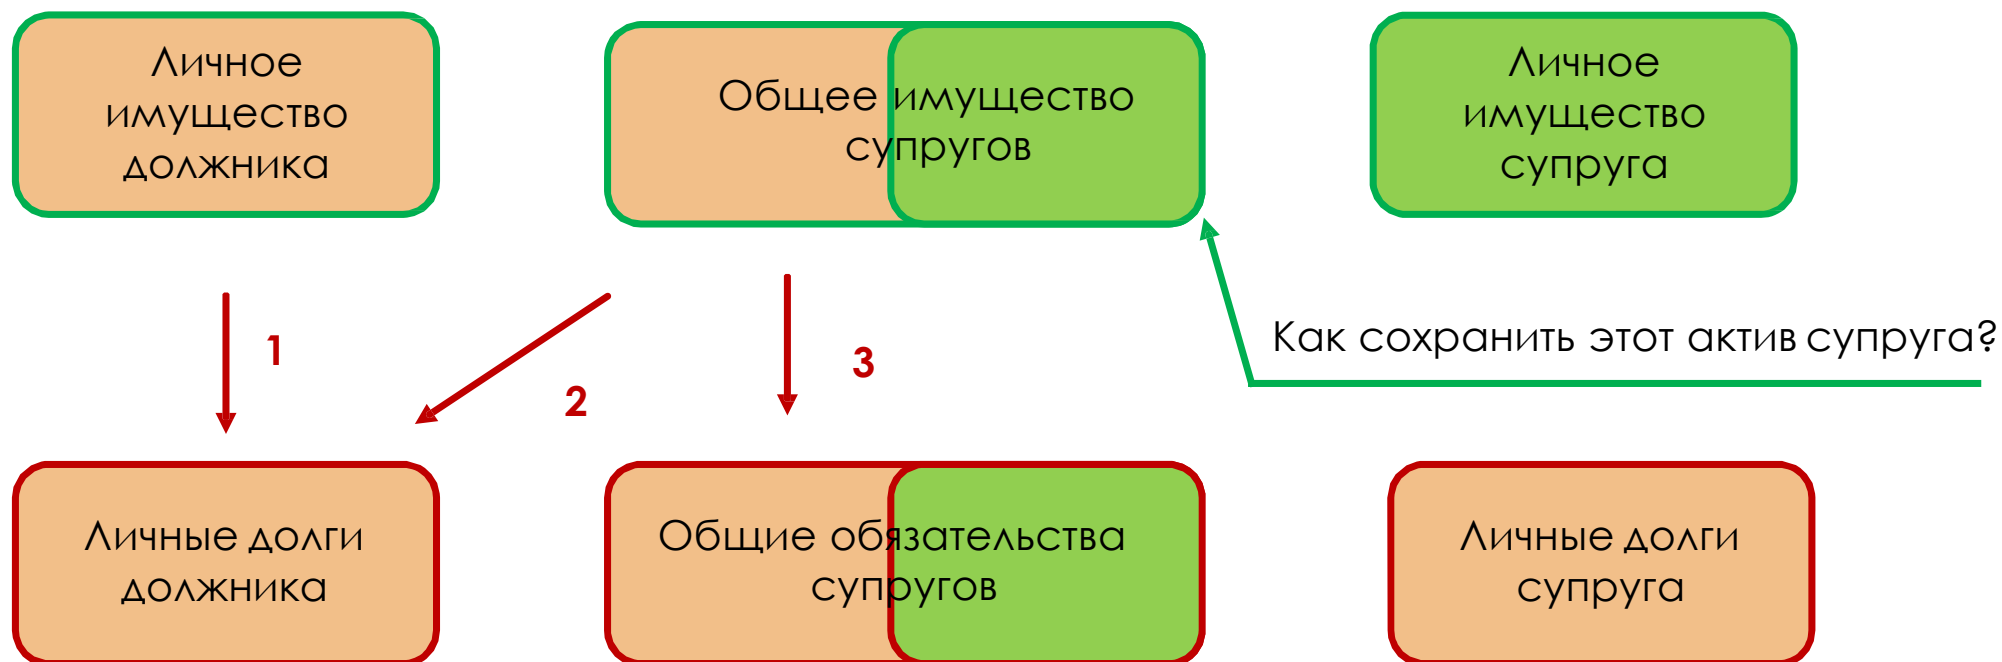 Личное
имущество
должника
Общее имущество
супругов
Личное
имущество
супруга
1
2
3
Как сохранить этот актив супруга?
Личные долги
должника
Общие обязательства
супругов
Личные долги
супруга